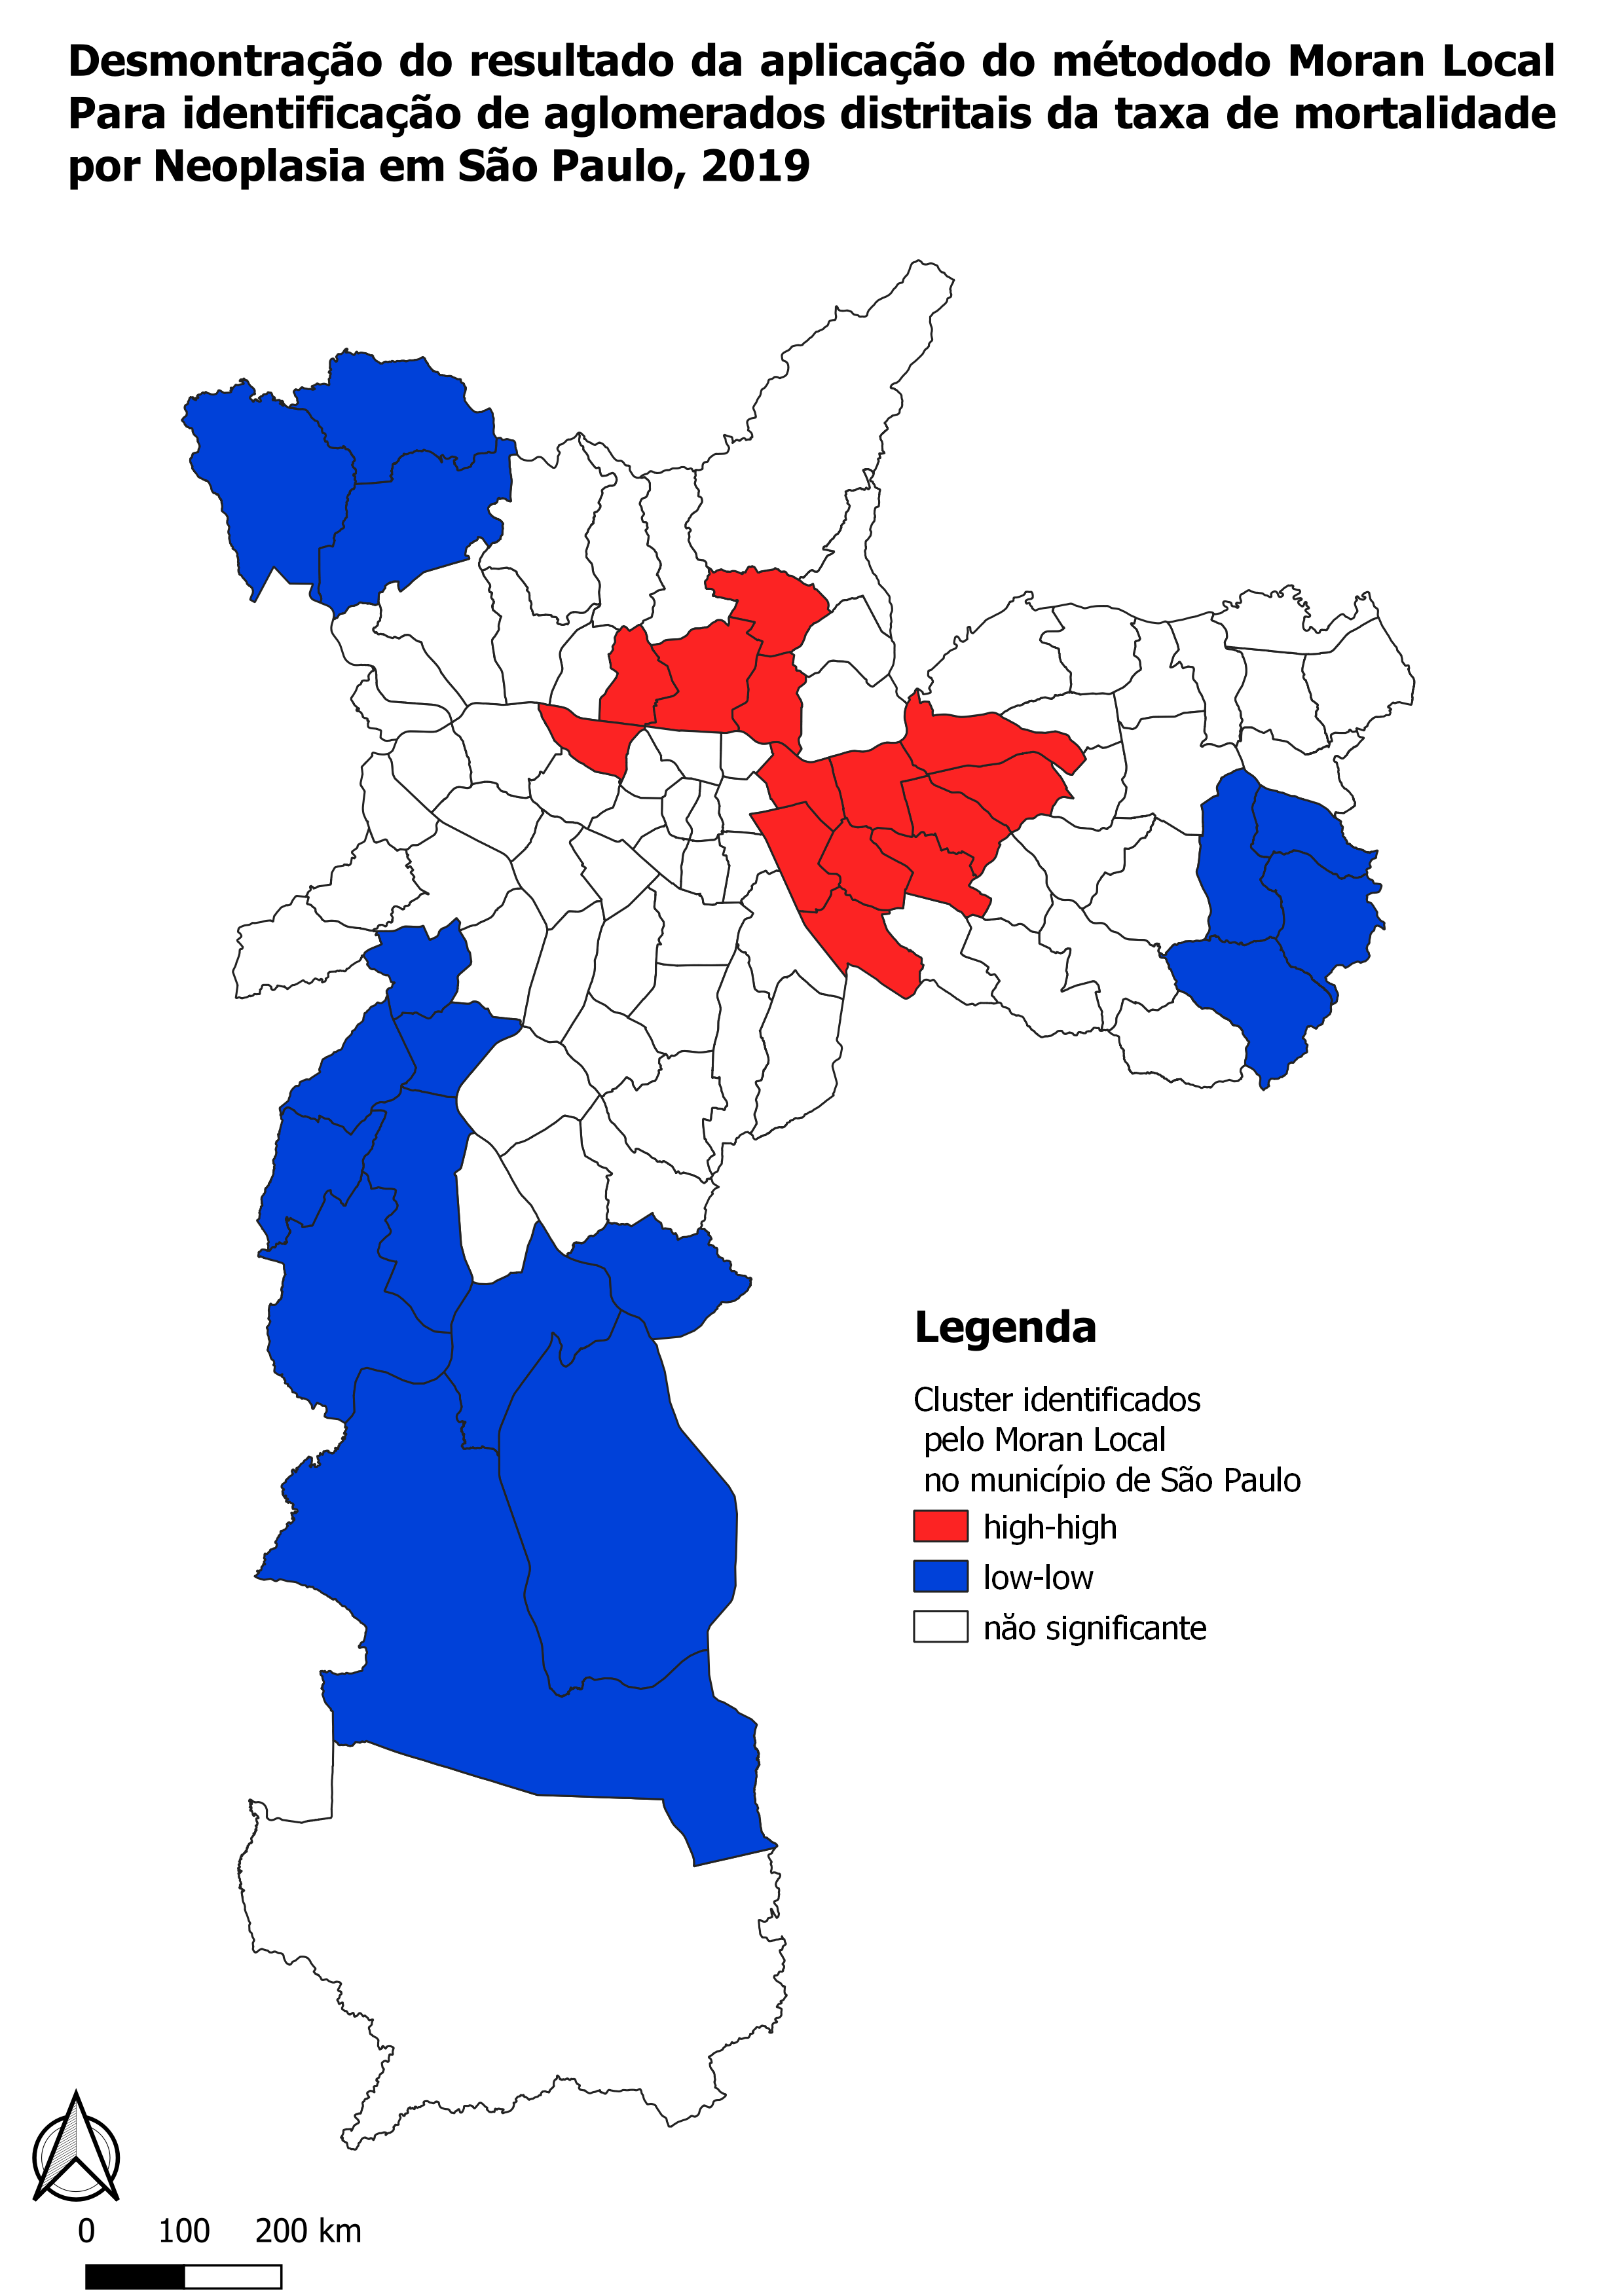 Desmontração do resultado da aplicação do métododo Moran Local
Para identificação de aglomerados distritais da taxa de mortalidade
por Neoplasia em São Paulo, 2019
Legenda
Cluster identificados
pelo Moran Local
no município de São Paulo
high-high
low-low
não significante
0 100 200 km